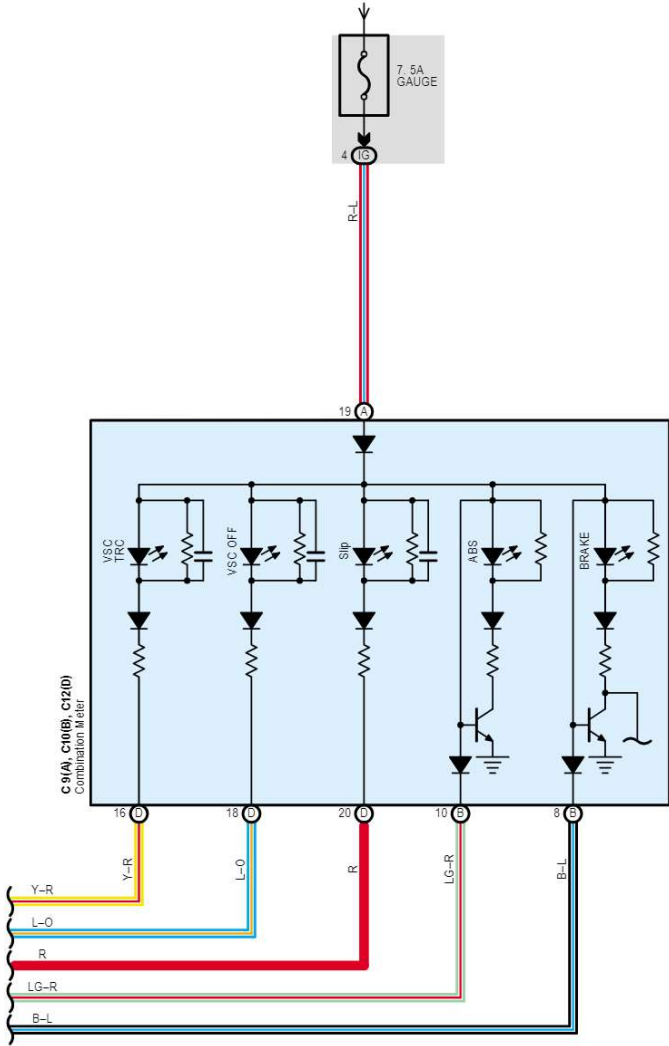 7. 5A
GAUGE
4 IG
R–L
19 A
VSC
TRC
VSC OFF
Slip
ABS
BRAKE
C 9(A), C10(B), C12(D)
Combination Meter
16 D
18 D
20 D
10 B
8 B
Y–R
L–O
R
LG–R
B–L
Y–R
L–O
R
LG–R
B–L